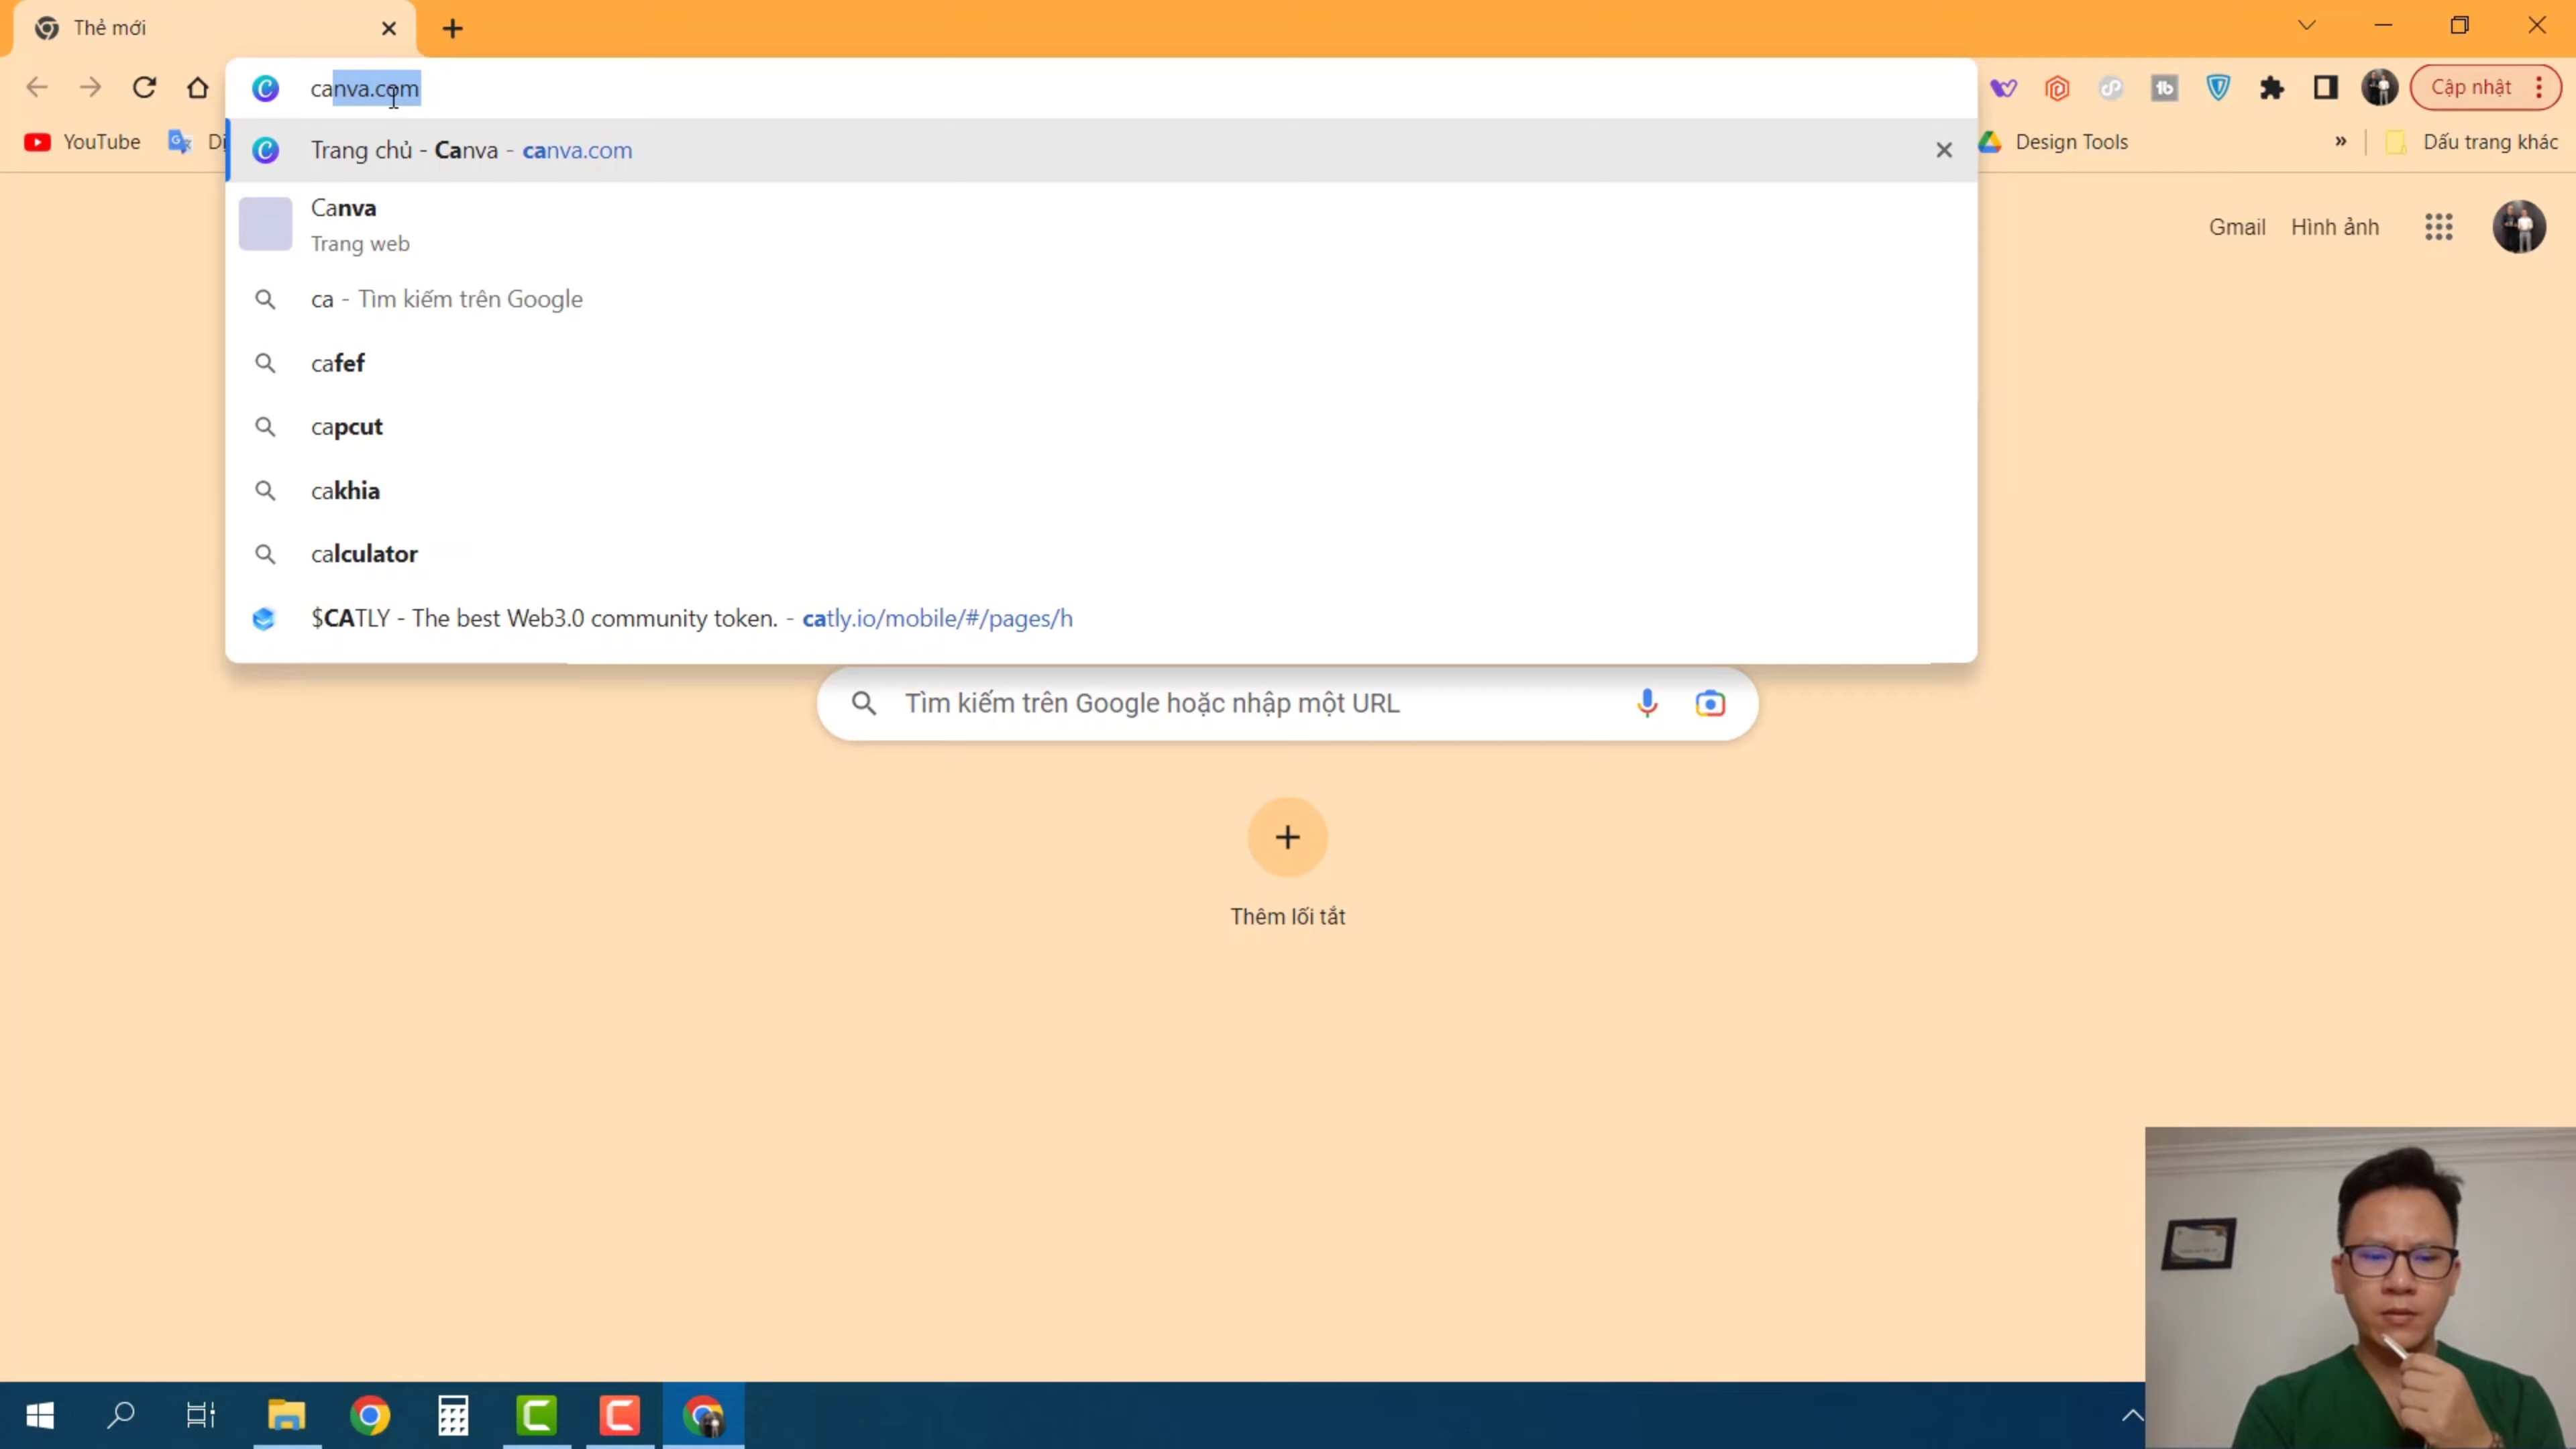 Thẻ mới
canva.com
Cập nhật
YouTube
Dị
Design Tools
»
Dấu trang khác
Trang chủ - Canva - canva.com
Canva
Trang web
ca - Tìm kiếm trên Google
cafef
capcut
cakhia
calculator
$CATLY - The best Web3.0 community token. - catly.io/mobile/#/pages/h
Gmail
Hình ảnh
Tìm kiếm trên Google hoặc nhập một URL
Thêm lối tắt